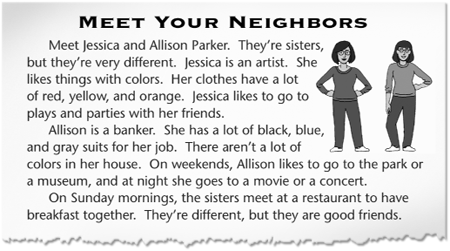 MEET YOUR NEIGHBORS
Meet Jessica and Allison Parker. They're sisters,
but they're very different. Jessica is an artist. She
likes things with colors. Her clothes have a lot
of red, yellow, and orange. Jessica likes to go to
plays and parties with her friends.
Allison is a banker. She has a lot of black, blue,
and gray suits for her job. There aren't a lot of
colors in her house. On weekends, Allison likes to go to the park or
a museum, and at night she goes to a movie or a concert.
On Sunday mornings, the sisters meet at a restaurant to have
breakfast together. They're different, but they are good friends.